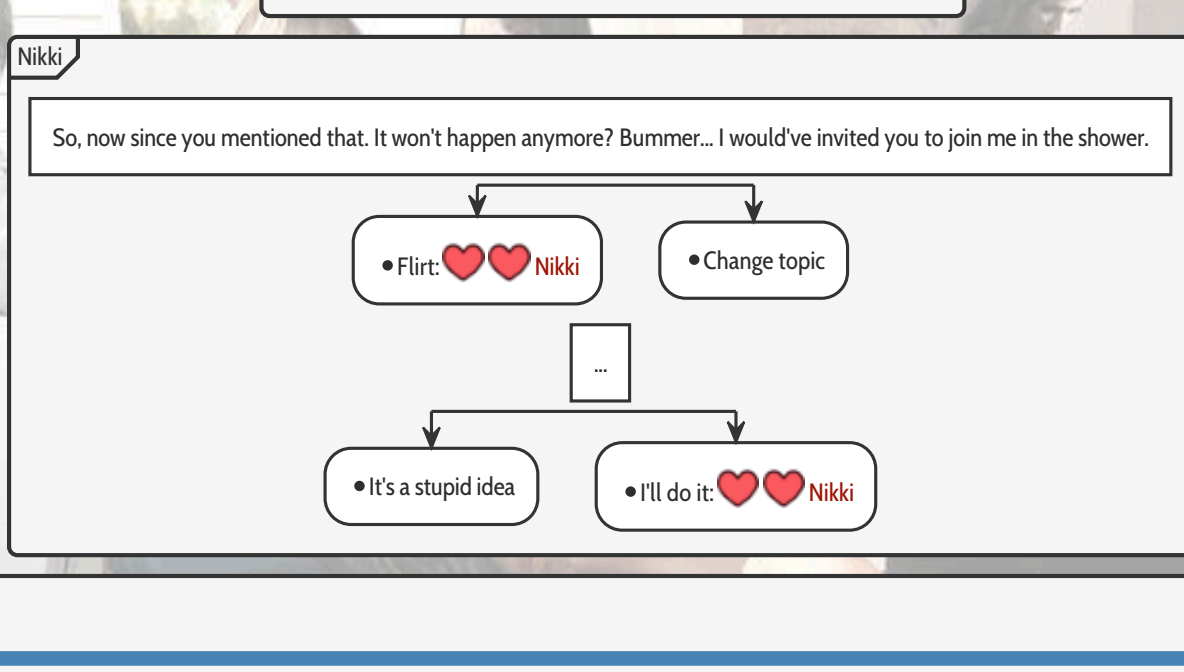 Nikki
So, now since you mentioned that. It won't happen anymore? Bummer... I would've invited you to join me in the shower.
•Flirt: Nikki
•Change topic
...
•It's a stupid idea
•I'll do it: Nikki